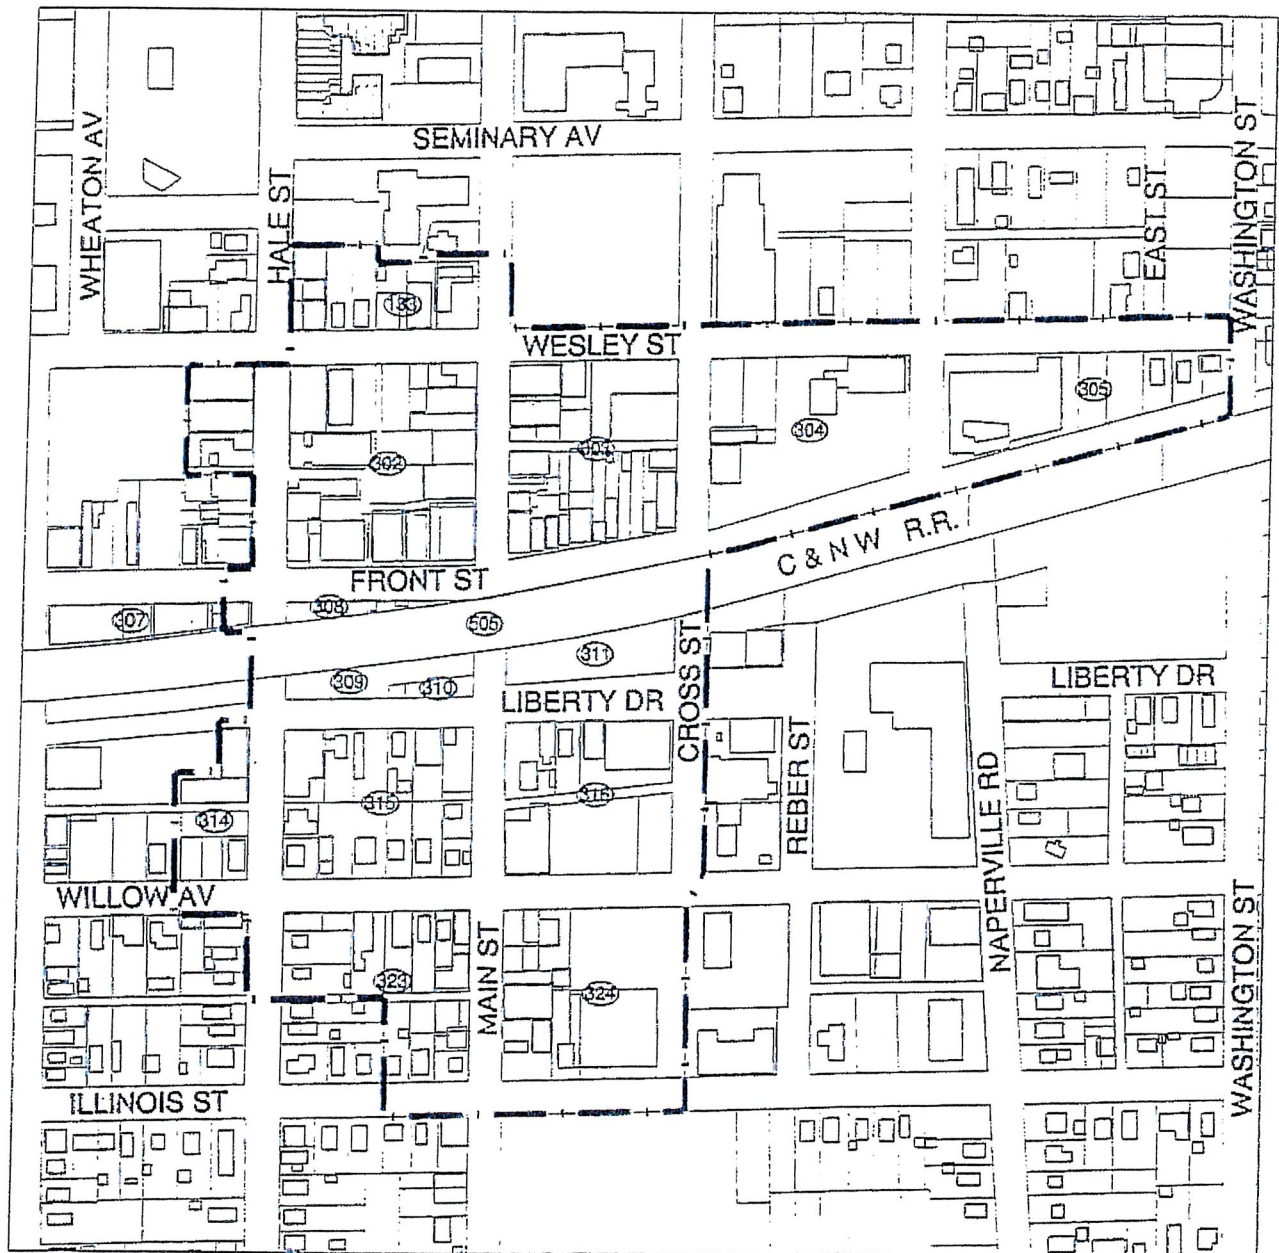 SEMINARY AV
WHEATON AV
HALE ST
EAST ST
WASHINGTON ST
133
WESLEY ST
305
304
302
C & N W R.R.
FRONT ST
308
307
505
311
CROSS ST
309
310
LIBERTY DR
LIBERTY DR
REBER ST
NAPERVILLE RD
316
315
314
WILLOW AV
MAIN ST
323
324
WASHINGTON ST
ILLINOIS ST